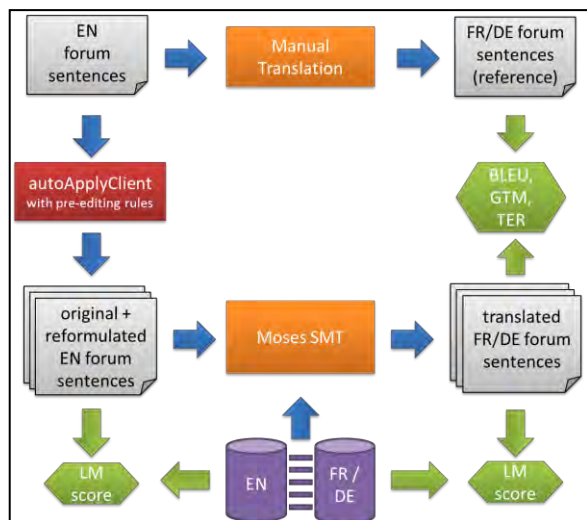 EN
forum
sentences
Manual
Translation
FR/DE forum
sentences
(reference)
autoApplyClient
with pre-editing rules
BLEU,
GTM,
TER
original +
reformulated
EN forum
sentences
Moses SMT
translated
FR/DE forum
sentences
LM
score
EN
FR /
DE
LM
score